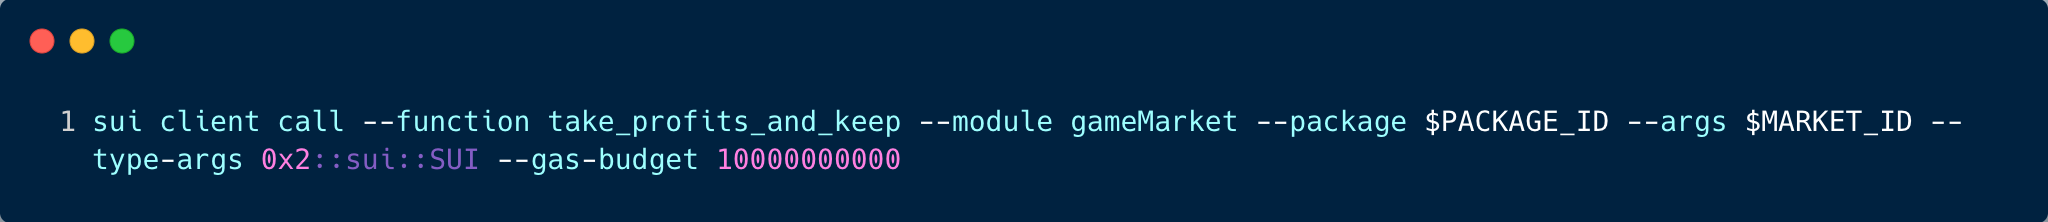 1 sui client call --function take_profits_and_keep --module gameMarket --package $PACKAGE_ID --args $MARKET_ID --
type-args 0x2::sui::SUI --gas-budget 10000000000